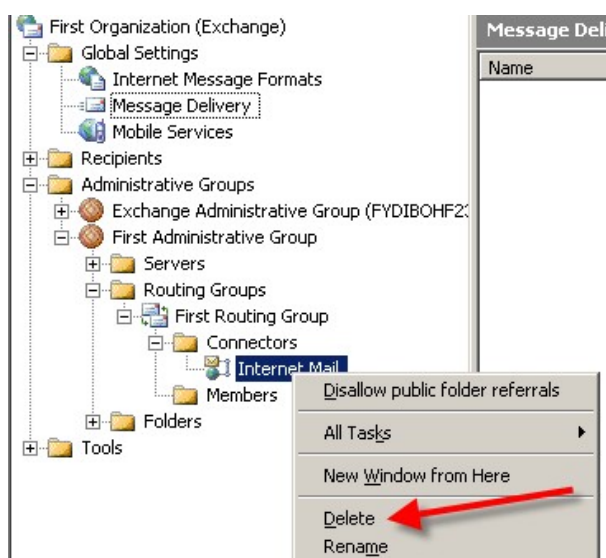 First Organization (Exchange)
Global Settings
Internet Message Formats
Message Delivery
Mobile Services
Recipients
Administrative Groups
Exchange Administrative Group (FYDIBOHF23
First Administrative Group
Servers
Routing Groups
First Routing Group
Connectors
Internet Mail
Members
Folders
Tools
Message Deli
Name
Disallow public folder referrals
All Tasks
New Window from Here
Delete
Rename